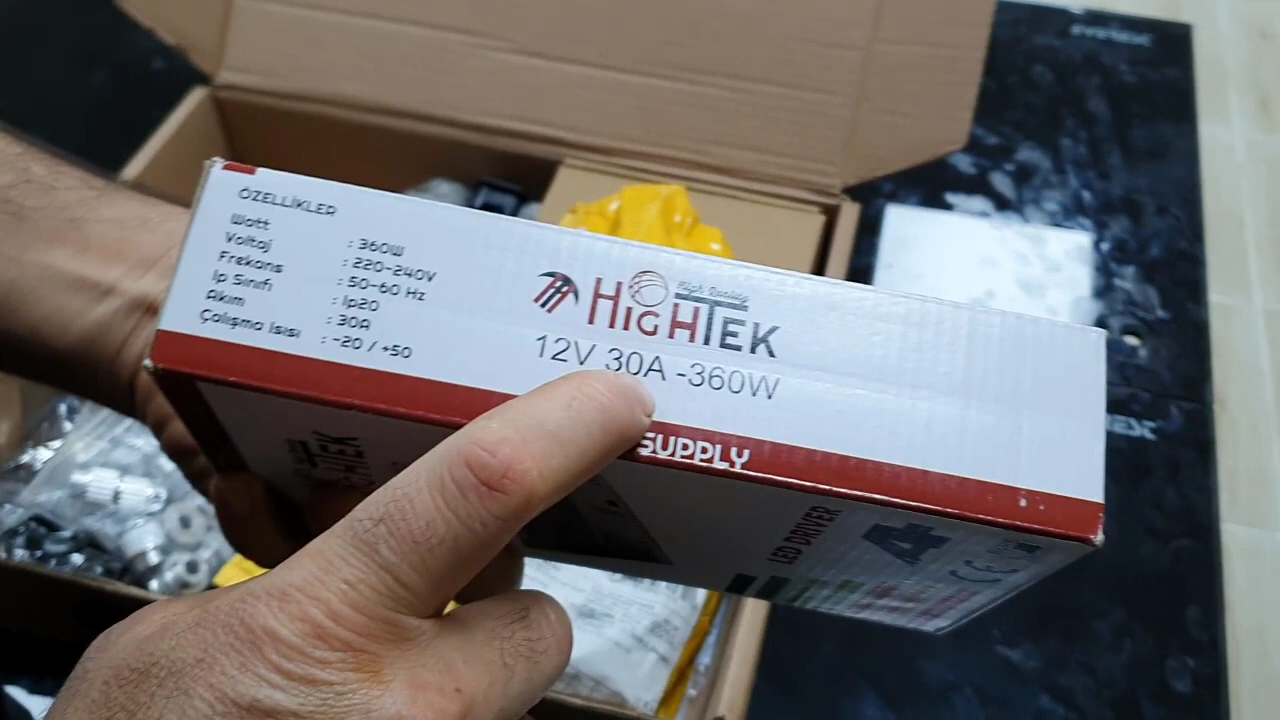 ÖZELLİKLER
Watt : 360W
Voltaj : 220-240V
Frekans : 50-60 Hz
Ip Sınıfı : Ip20
Akım : 30A
Çalışma Isısı : -20 / +50
High Quality
HIGHTEK
12V 30A -360W
SUPPLY
LED DRIVER
CE